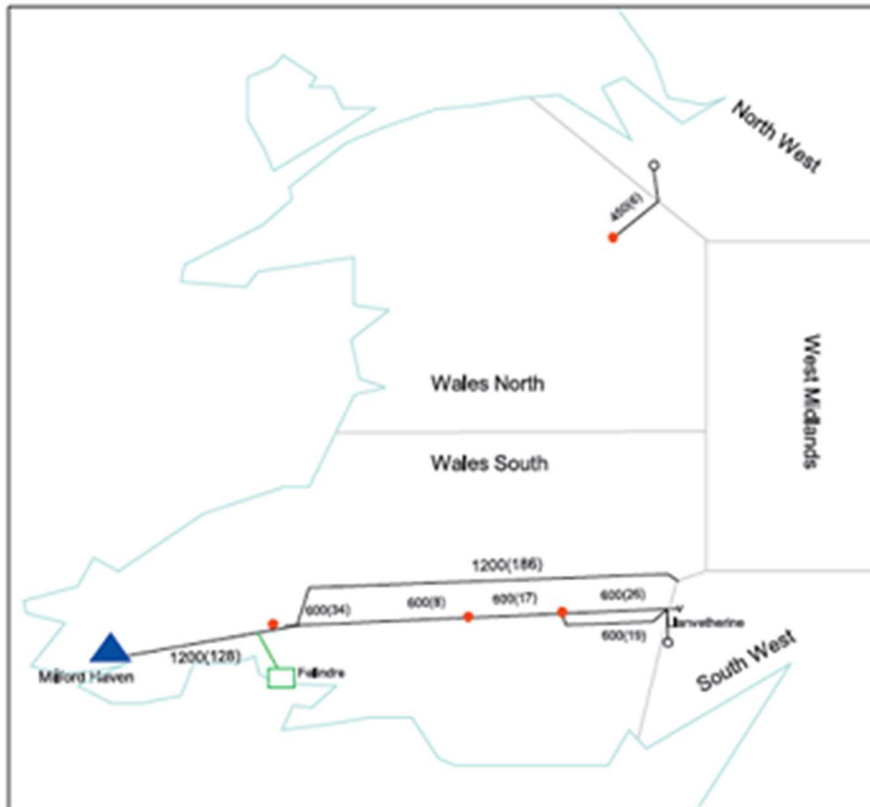 North West
450(6)
West Midlands
Wales North
Wales South
1200(186)
600(34)
600(8)
600(17)
600(26)
Llanvetherine
600(19)
1200(128)
Milford Haven
Felindre
South West